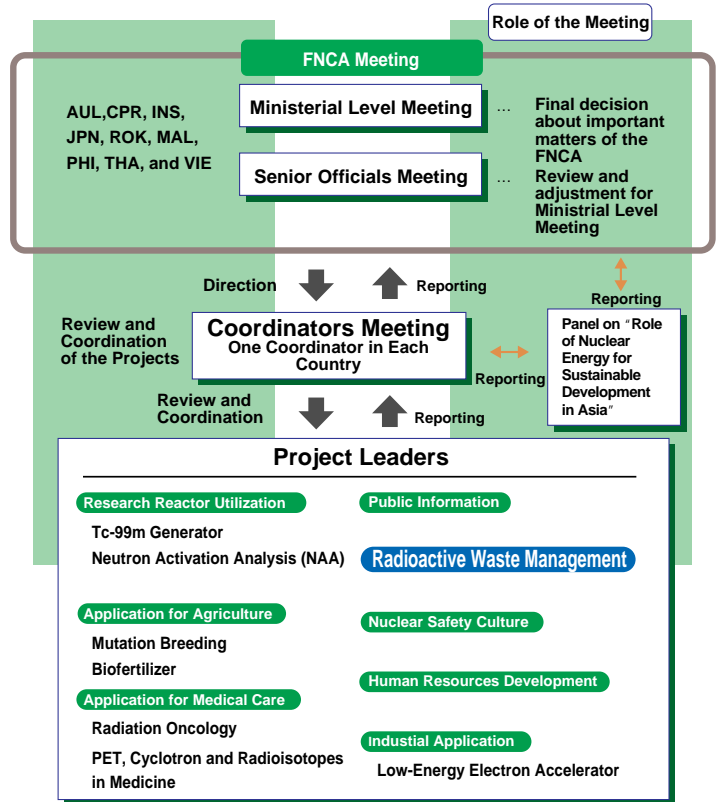 Role of the Meeting
FNCA Meeting
AUL,CPR, INS,
JPN, ROK, MAL,
PHI, THA, and VIE
Ministerial Level Meeting
...
Final decision
about important
matters of the
FNCA
Senior Officials Meeting
...
Review and
adjustment for
Ministrial Level
Meeting
Direction
Reporting
Reporting
Review and
Coordination
of the Projects
Coordinators Meeting
One Coordinator in Each
Country
Reporting
Panel on "Role
of Nuclear
Energy for
Sustainable
Development
in Asia"
Review and
Coordination
Reporting
Project Leaders
Research Reactor Utilization
Tc-99m Generator
Neutron Activation Analysis (NAA)
Application for Agriculture
Mutation Breeding
Biofertilizer
Application for Medical Care
Radiation Oncology
PET, Cyclotron and Radioisotopes
in Medicine
Public Information
Radioactive Waste Management
Nuclear Safety Culture
Human Resources Development
Industial Application
Low-Energy Electron Accelerator